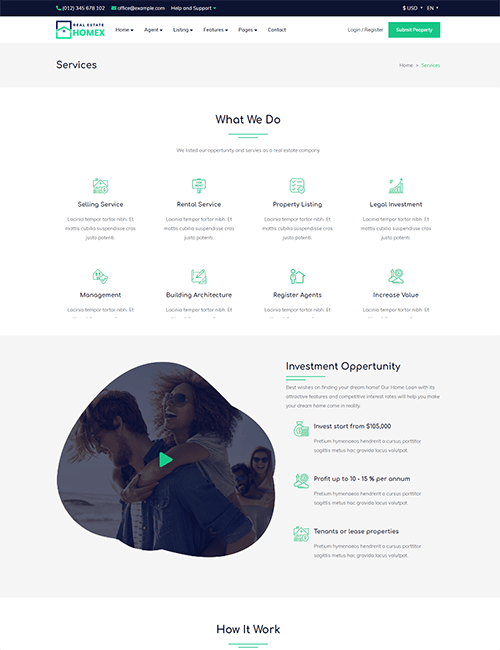 (012) 345 678 102 office@example.com Help and Support $ USD EN
REAL ESTATE
HOMEX
Home Agent Listing Features Pages Contact Login / Register Submit Peoperty
Services
Home > Services
What We Do
We listed our oppertunity and servies as a real estate company
Selling Service Rental Service Property Listing Legal Investment
Lacinia tempor tortor nibh. Et Lacinia tempor tortor nibh. Et Lacinia tempor tortor nibh. Et Lacinia tempor tortor nibh. Et
mattis cubilia suspendisse cras mattis cubilia suspendisse cras mattis cubilia suspendisse cras mattis cubilia suspendisse cras
justo potenti. justo potenti. justo potenti. justo potenti.
Management Building Architecture Register Agents Increase Value
Lacinia tempor tortor nibh. Et Lacinia tempor tortor nibh. Et Lacinia tempor tortor nibh. Et Lacinia tempor tortor nibh. Et
Investment Oppertunity
Best wishes on finding your dream home! Our Home Loan with its
attractive features and competitive interest rates will help you make
your dream home come in reality.
Invest start from $105,000
Pretium hymenaeos hendrerit a cursus porttitor
sagittis metus hac gravida lacus volutpat.
Profit up to 10 - 15 % per annum
Pretium hymenaeos hendrerit a cursus porttitor
sagittis metus hac gravida lacus volutpat.
Tenants or lease properties
Pretium hymenaeos hendrerit a cursus porttitor
sagittis metus hac gravida lacus volutpat.
How It Work